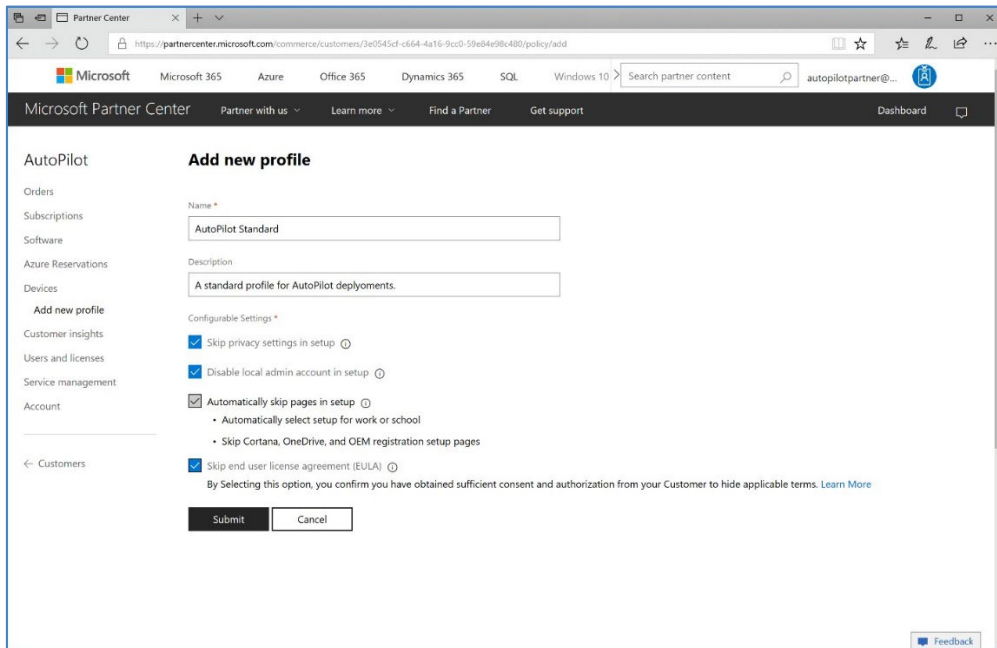 Partner Center
https://partnercenter.microsoft.com/commerce/customers/3e0545cf-c664-4a16-9cc0-59e84e98c480/policy/add
Microsoft Microsoft 365 Azure Office 365 Dynamics 365 SQL Windows 10 Search partner content autopilotpartner@...
Microsoft Partner Center Partner with us Learn more Find a Partner Get support Dashboard
AutoPilot
Orders
Subscriptions
Software
Azure Reservations
Devices
Add new profile
Customer insights
Users and licenses
Service management
Account
← Customers
Add new profile
Name *
AutoPilot Standard
Description
A standard profile for AutoPilot deplyoments.
Configurable Settings *
Skip privacy settings in setup
Disable local admin account in setup
Automatically skip pages in setup
• Automatically select setup for work or school
• Skip Cortana, OneDrive, and OEM registration setup pages
Skip end user license agreement (EULA)
By Selecting this option, you confirm you have obtained sufficient consent and authorization from your Customer to hide applicable terms. Learn More
Submit Cancel
Feedback